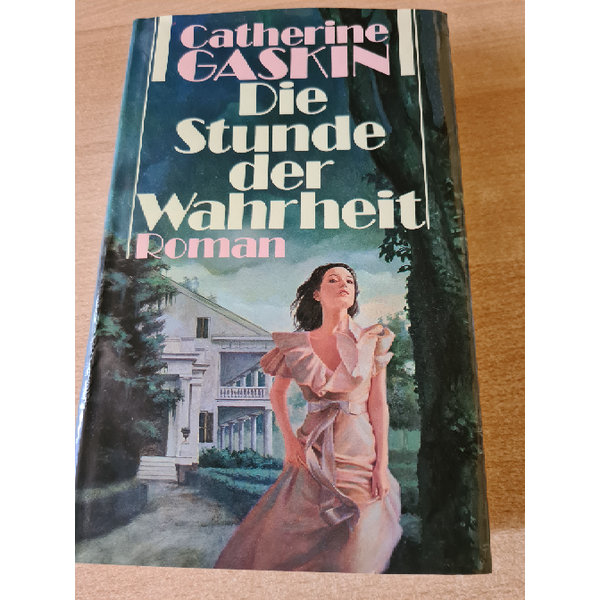 Catherine
GASKIN
Die
Stunde
der
Wahrheit
Roman